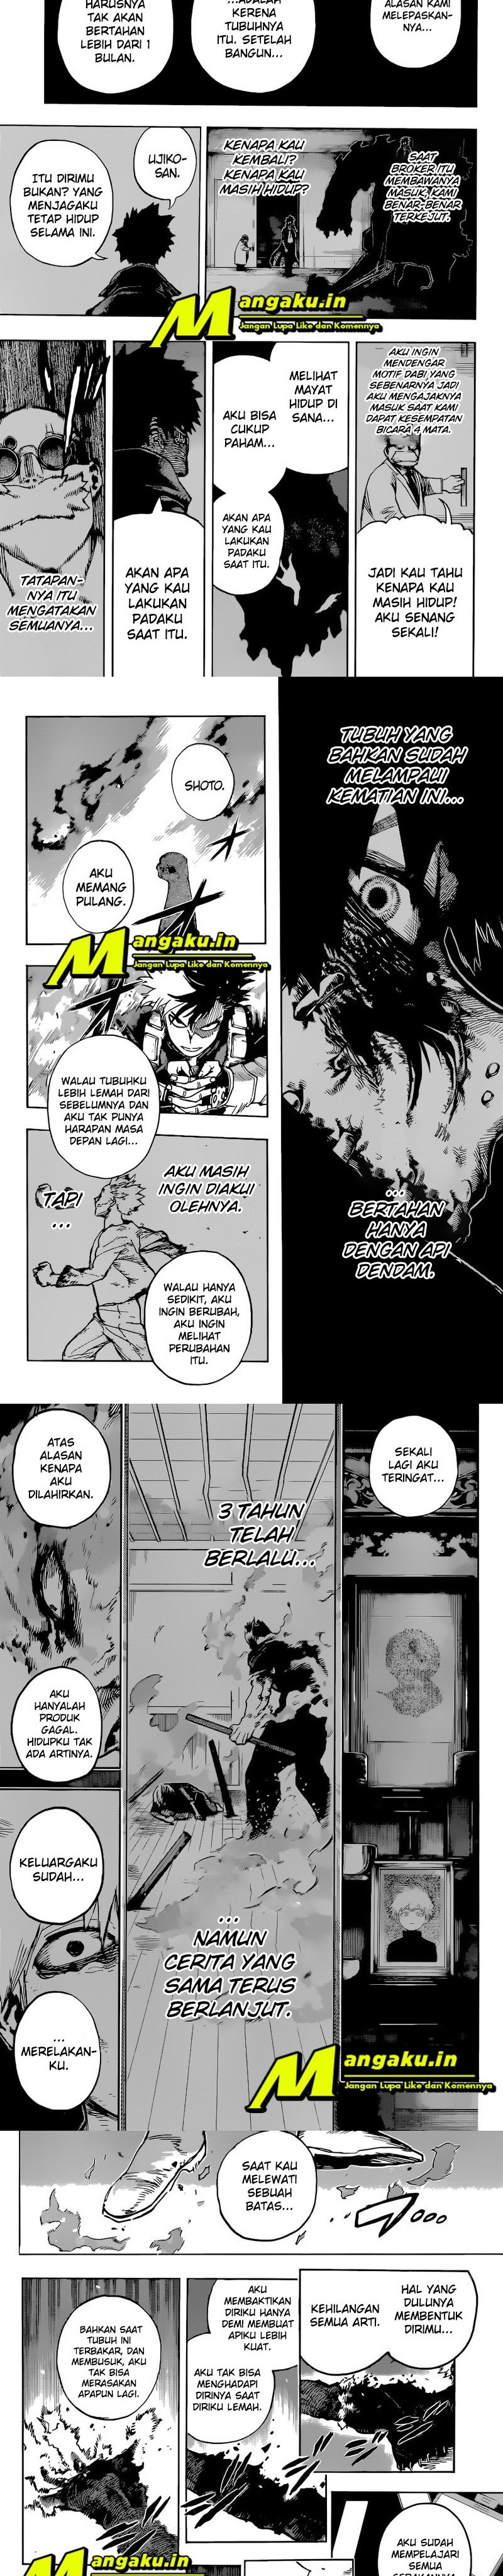 ALASAN KAMI
MELEPASKAN-
NYA...
...ADALAH
KERENA
TUBUHNYA
ITU. SETELAH
BANGUN...
HARUSNYA
TAK AKAN
BERTAHAN
LEBIH DARI 1
BULAN.
SAAT
BROKER ITU
MEMBAWANYA
MASUK, KAMI
BENAR-BENAR
TERKEJUT.
KENAPA KAU
KEMBALI?
KENAPA KAU
MASIH HIDUP?
UJIKO-
SAN.
ITU DIRIMU
BUKAN? YANG
MENJAGAKU
TETAP HIDUP
SELAMA INI.
Mangaku.in
Jangan Lupa Like dan Komennya
AKU INGIN
MENDENGAR
MOTIF DABI YANG
SEBENARNYA JADI
AKU MENGAJAKNYA
MASUK SAAT KAMI
DAPAT KESEMPATAN
BICARA 4 MATA.
JADI KAU TAHU
KENAPA KAU
MASIH HIDUP!
AKU SENANG
SEKALI!
MELIHAT
MAYAT
HIDUP DI
SANA...
AKU BISA
CUKUP
PAHAM...
AKAN APA
YANG KAU
LAKUKAN
PADAKU
SAAT ITU.
AKAN APA
YANG KAU
LAKUKAN
PADAKU
SAAT ITU.
TATAPAN-
NYA ITU
MENGATAKAN
SEMUANYA...
TUBUH YANG
BAHKAN SUDAH
MELAMPAUI
KEMATIAN INI...
...
BERTAHAN
HANYA
DENGAN API
DENDAM.
SHOTO.
AKU
MEMANG
PULANG.
Mangaku.in
Jangan Lupa Like dan Komennya
WALAU TUBUHKU
LEBIH LEMAH DARI
SEBELUMNYA DAN
AKU TAK PUNYA
HARAPAN MASA
DEPAN LAGI...
AKU MASIH
INGIN DIAKUI
OLEHNYA.
TAPI
...
WALAU HANYA
SEDIKIT, AKU
INGIN BERUBAH,
AKU INGIN
MELIHAT
PERUBAHAN
ITU.
SEKALI
LAGI AKU
TERINGAT...
3 TAHUN
TELAH
BERLALU...
...
NAMUN
CERITA YANG
SAMA TERUS
BERLANJUT.
ATAS
ALASAN
KENAPA
AKU
DILAHIRKAN.
AKU
HANYALAH
PRODUK
GAGAL.
HIDUPKU TAK
ADA ARTINYA.
KELUARGAKU
SUDAH...
...
MERELAKAN-
KU.
Mangaku.in
Jangan Lupa Like dan Komennya
SAAT KAU
MELEWATI
SEBUAH
BATAS...
HAL YANG
DULUNYA
MEMBENTUK
DIRIMU...
KEHILANGAN
SEMUA ARTI.
AKU
MEMBAKTIKAN
DIRIKU HANYA
DEMI MEMBUAT
APIKU LEBIH
KUAT.
AKU TAK BISA
MENGHADAPI
DIRINYA SAAT
DIRIKU LEMAH.
BAHKAN SAAT
TUBUH INI
TERBAKAR, DAN
MEMBUSUK, AKU
TAK BISA
MERASAKAN
APAPUN LAGI.
AKU SUDAH
MEMPELAJARI
SEMUA
Mangaku.in